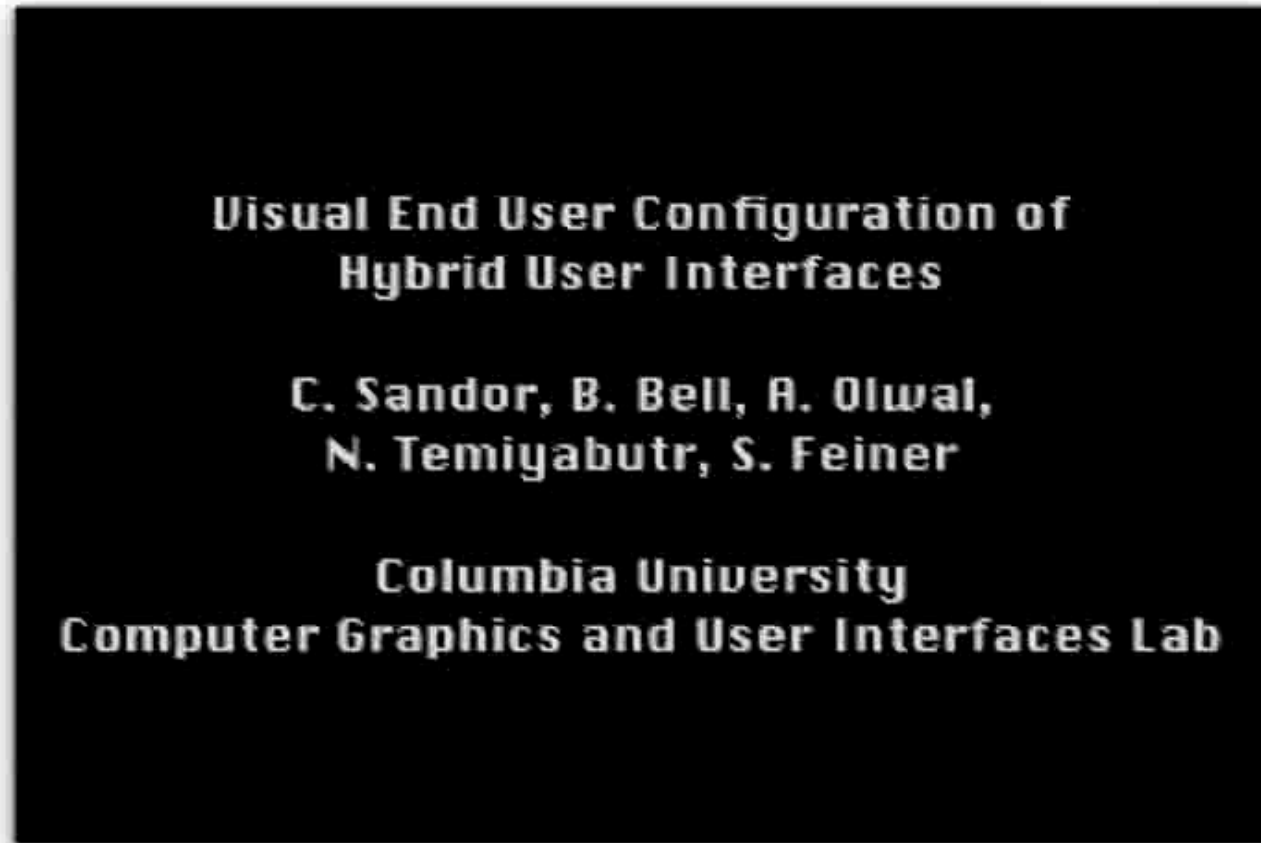 Visual End User Configuration of
Hybrid User Interfaces
C. Sandor, B. Bell, A. Olwal,
N. Temiyabutr, S. Feiner
Columbia University
Computer Graphics and User Interfaces Lab